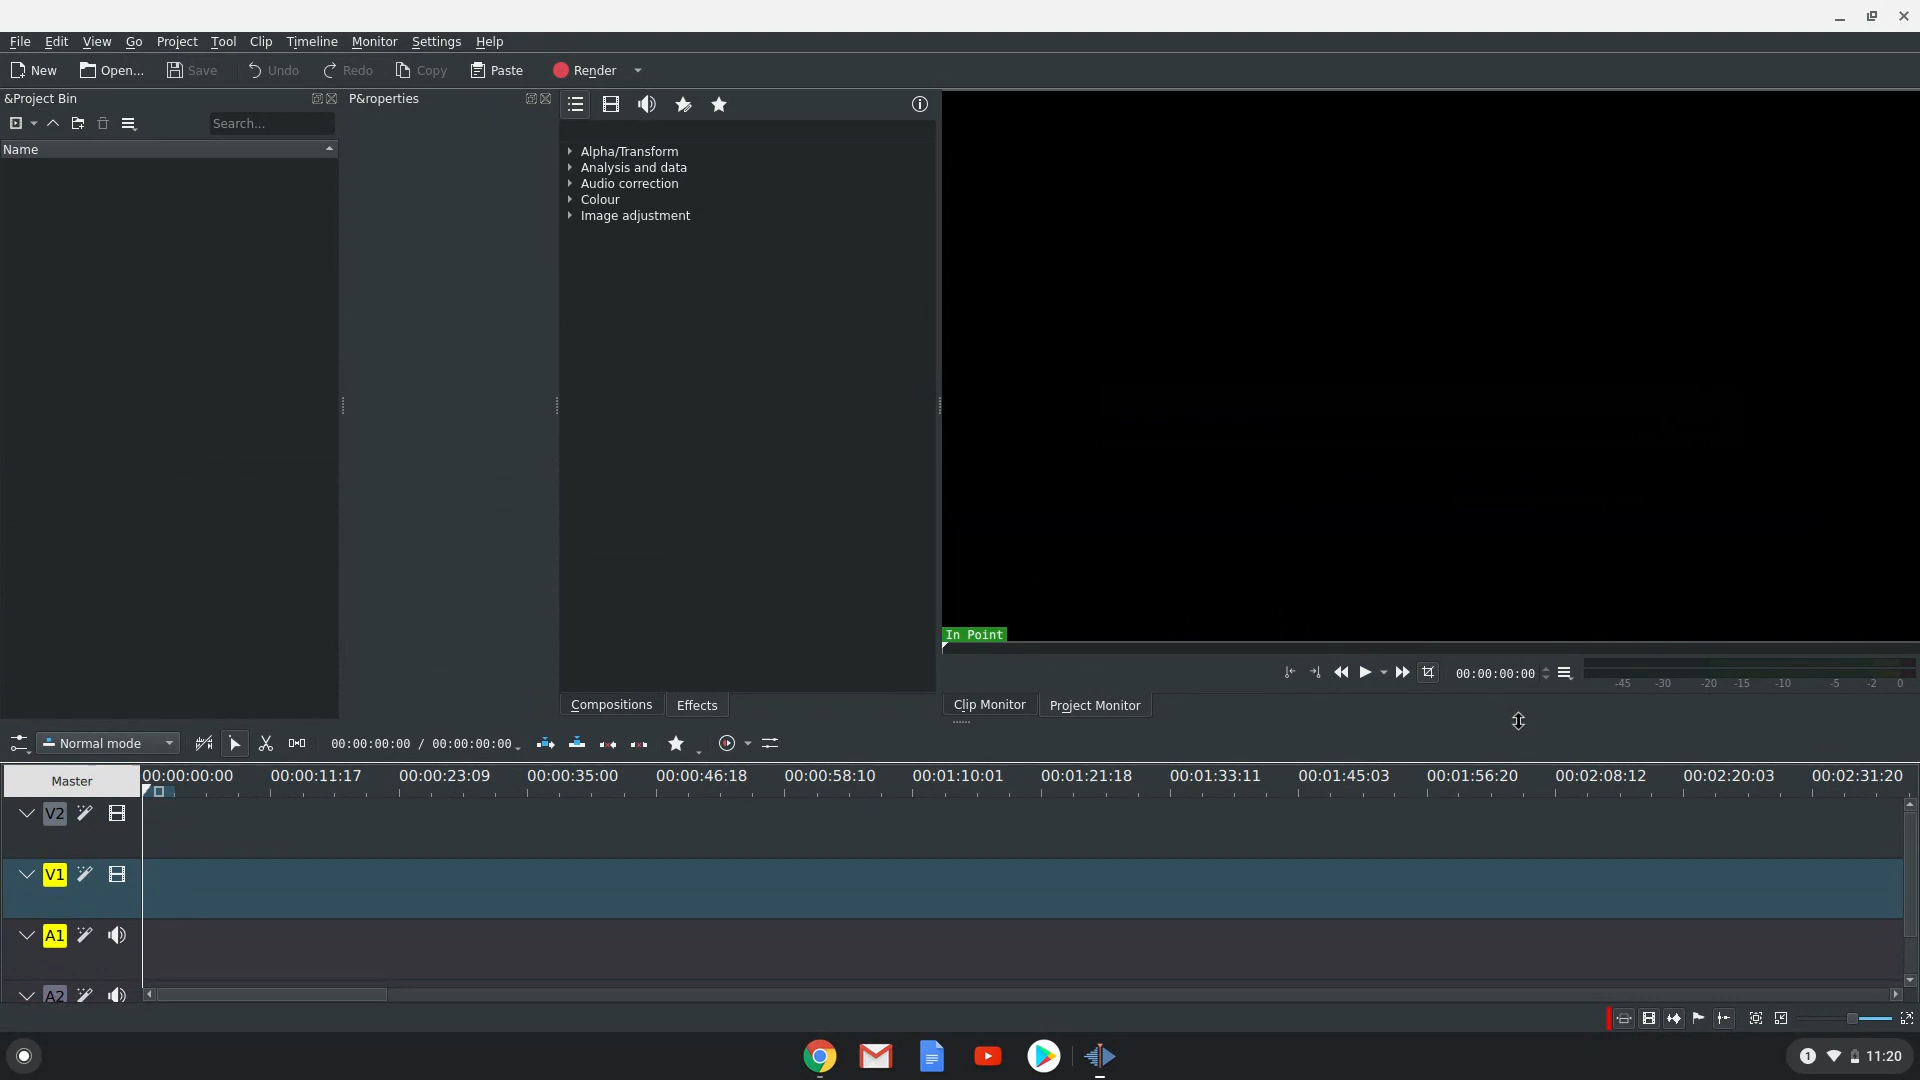 File Edit View Go Project Tool Clip Timeline Monitor Settings Help
New Open... Save Undo Redo Copy Paste Render
&Project Bin P&roperties
Search...
Name
Alpha/Transform
Analysis and data
Audio correction
Colour
Image adjustment
In Point
00:00:00:00
-45 -30 -20 -15 -10 -5 -2 0
Compositions Effects Clip Monitor Project Monitor
Normal mode 00:00:00:00 / 00:00:00:00
Master 00:00:00:00 00:00:11:17 00:00:23:09 00:00:35:00 00:00:46:18 00:00:58:10 00:01:10:01 00:01:21:18 00:01:33:11 00:01:45:03 00:01:56:20 00:02:08:12 00:02:20:03 00:02:31:20
V2
V1
A1
A2
1 11:20